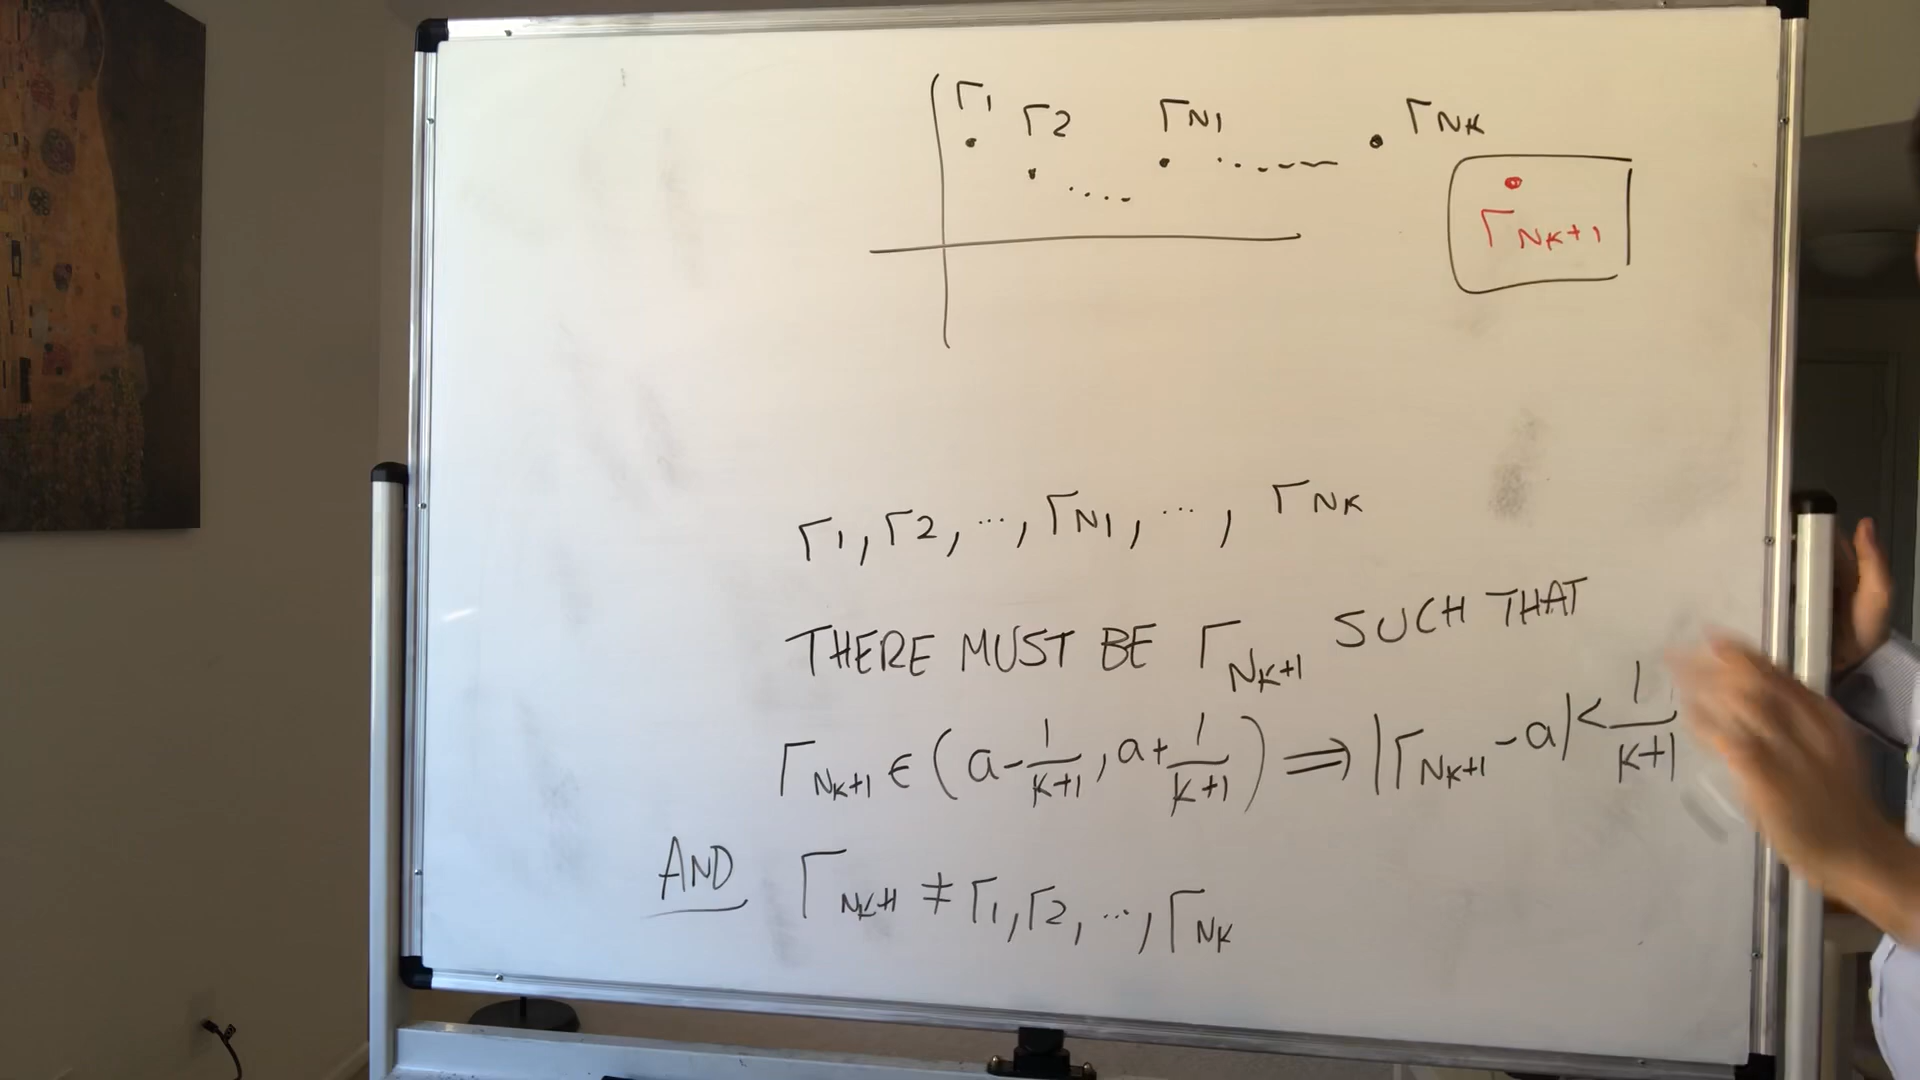 r1 r2 .... rN1 ..---- rNK
rNK+1
r1, r2, ..., rN1, ..., rNK
THERE MUST BE rNK+1 SUCH THAT
rNK+1 ∈ (a - 1/K+1, a + 1/K+1) ⟹ |rNK+1 - a| < 1/K+1
AND rNK+1 ≠ r1, r2, ..., rNK